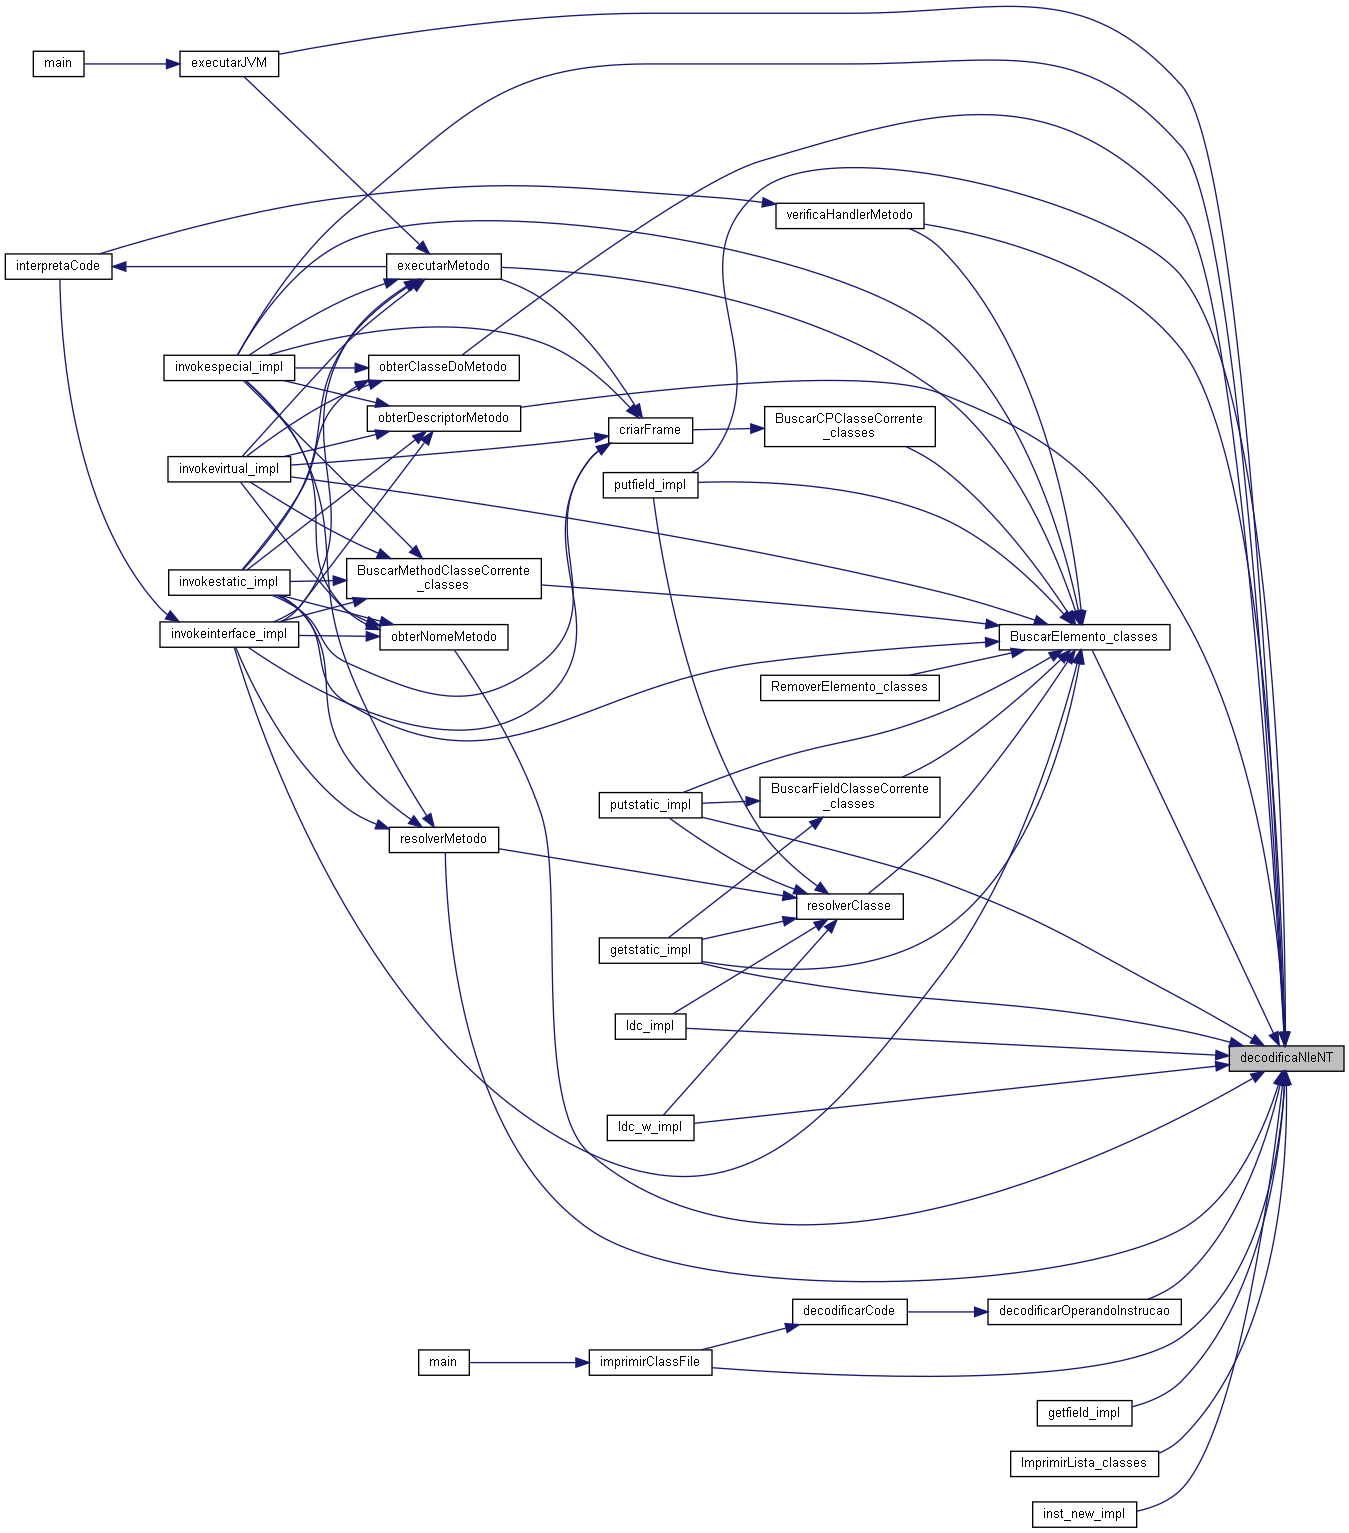 main
executarJVM
verificaHandlerMetodo
interpretaCode
executarMetodo
invokespecial_impl
obterClasseDoMetodo
obterDescriptorMetodo
BuscarCPClasseCorrente
_classes
criarFrame
invokevirtual_impl
putfield_impl
BuscarMethodClasseCorrente
_classes
invokestatic_impl
invokeinterface_impl
obterNomeMetodo
BuscarElemento_classes
RemoverElemento_classes
BuscarFieldClasseCorrente
_classes
putstatic_impl
resolverMetodo
resolverClasse
getstatic_impl
ldc_impl
decodificaNIeNT
ldc_w_impl
decodificarCode
decodificarOperandoInstrucao
main
imprimirClassFile
getfield_impl
ImprimirLista_classes
inst_new_impl